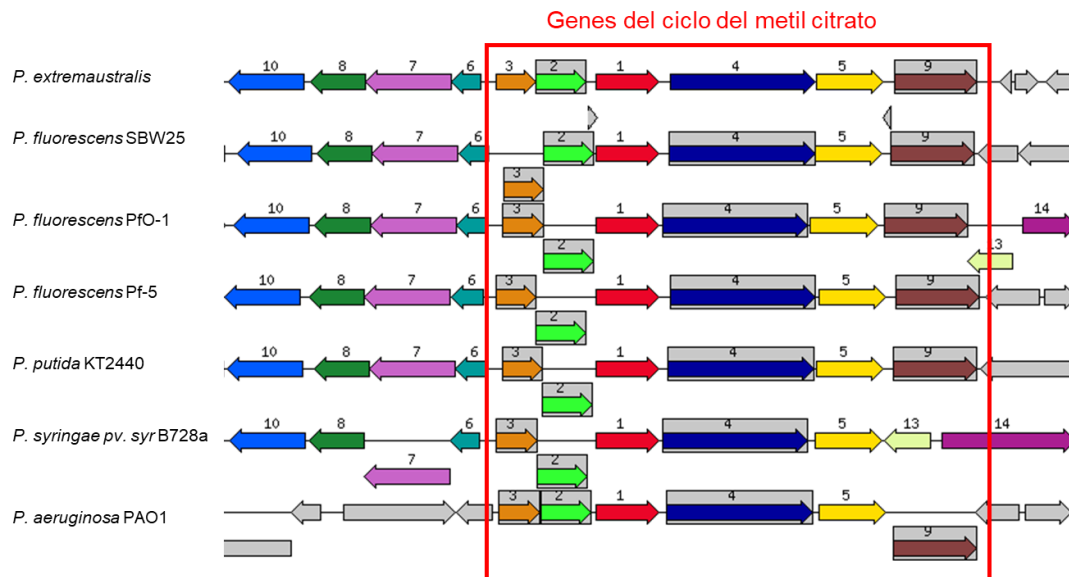 Genes del ciclo del metil citrato
P. extremaustralis
10 8 7 6 3 2 1 4 5 9
P. fluorescens SBW25
10 8 7 6 2 1 4 5 9
3
P. fluorescens PfO-1
10 8 7 6 3 1 4 5 9 14
2 13
P. fluorescens Pf-5
10 8 7 6 3 1 4 5 9
2
P. putida KT2440
10 8 7 6 3 1 4 5 9
2
P. syringae pv. syr B728a
10 8 6 3 1 4 5 13 14
7 2
P. aeruginosa PAO1
3 2 1 4 5
9